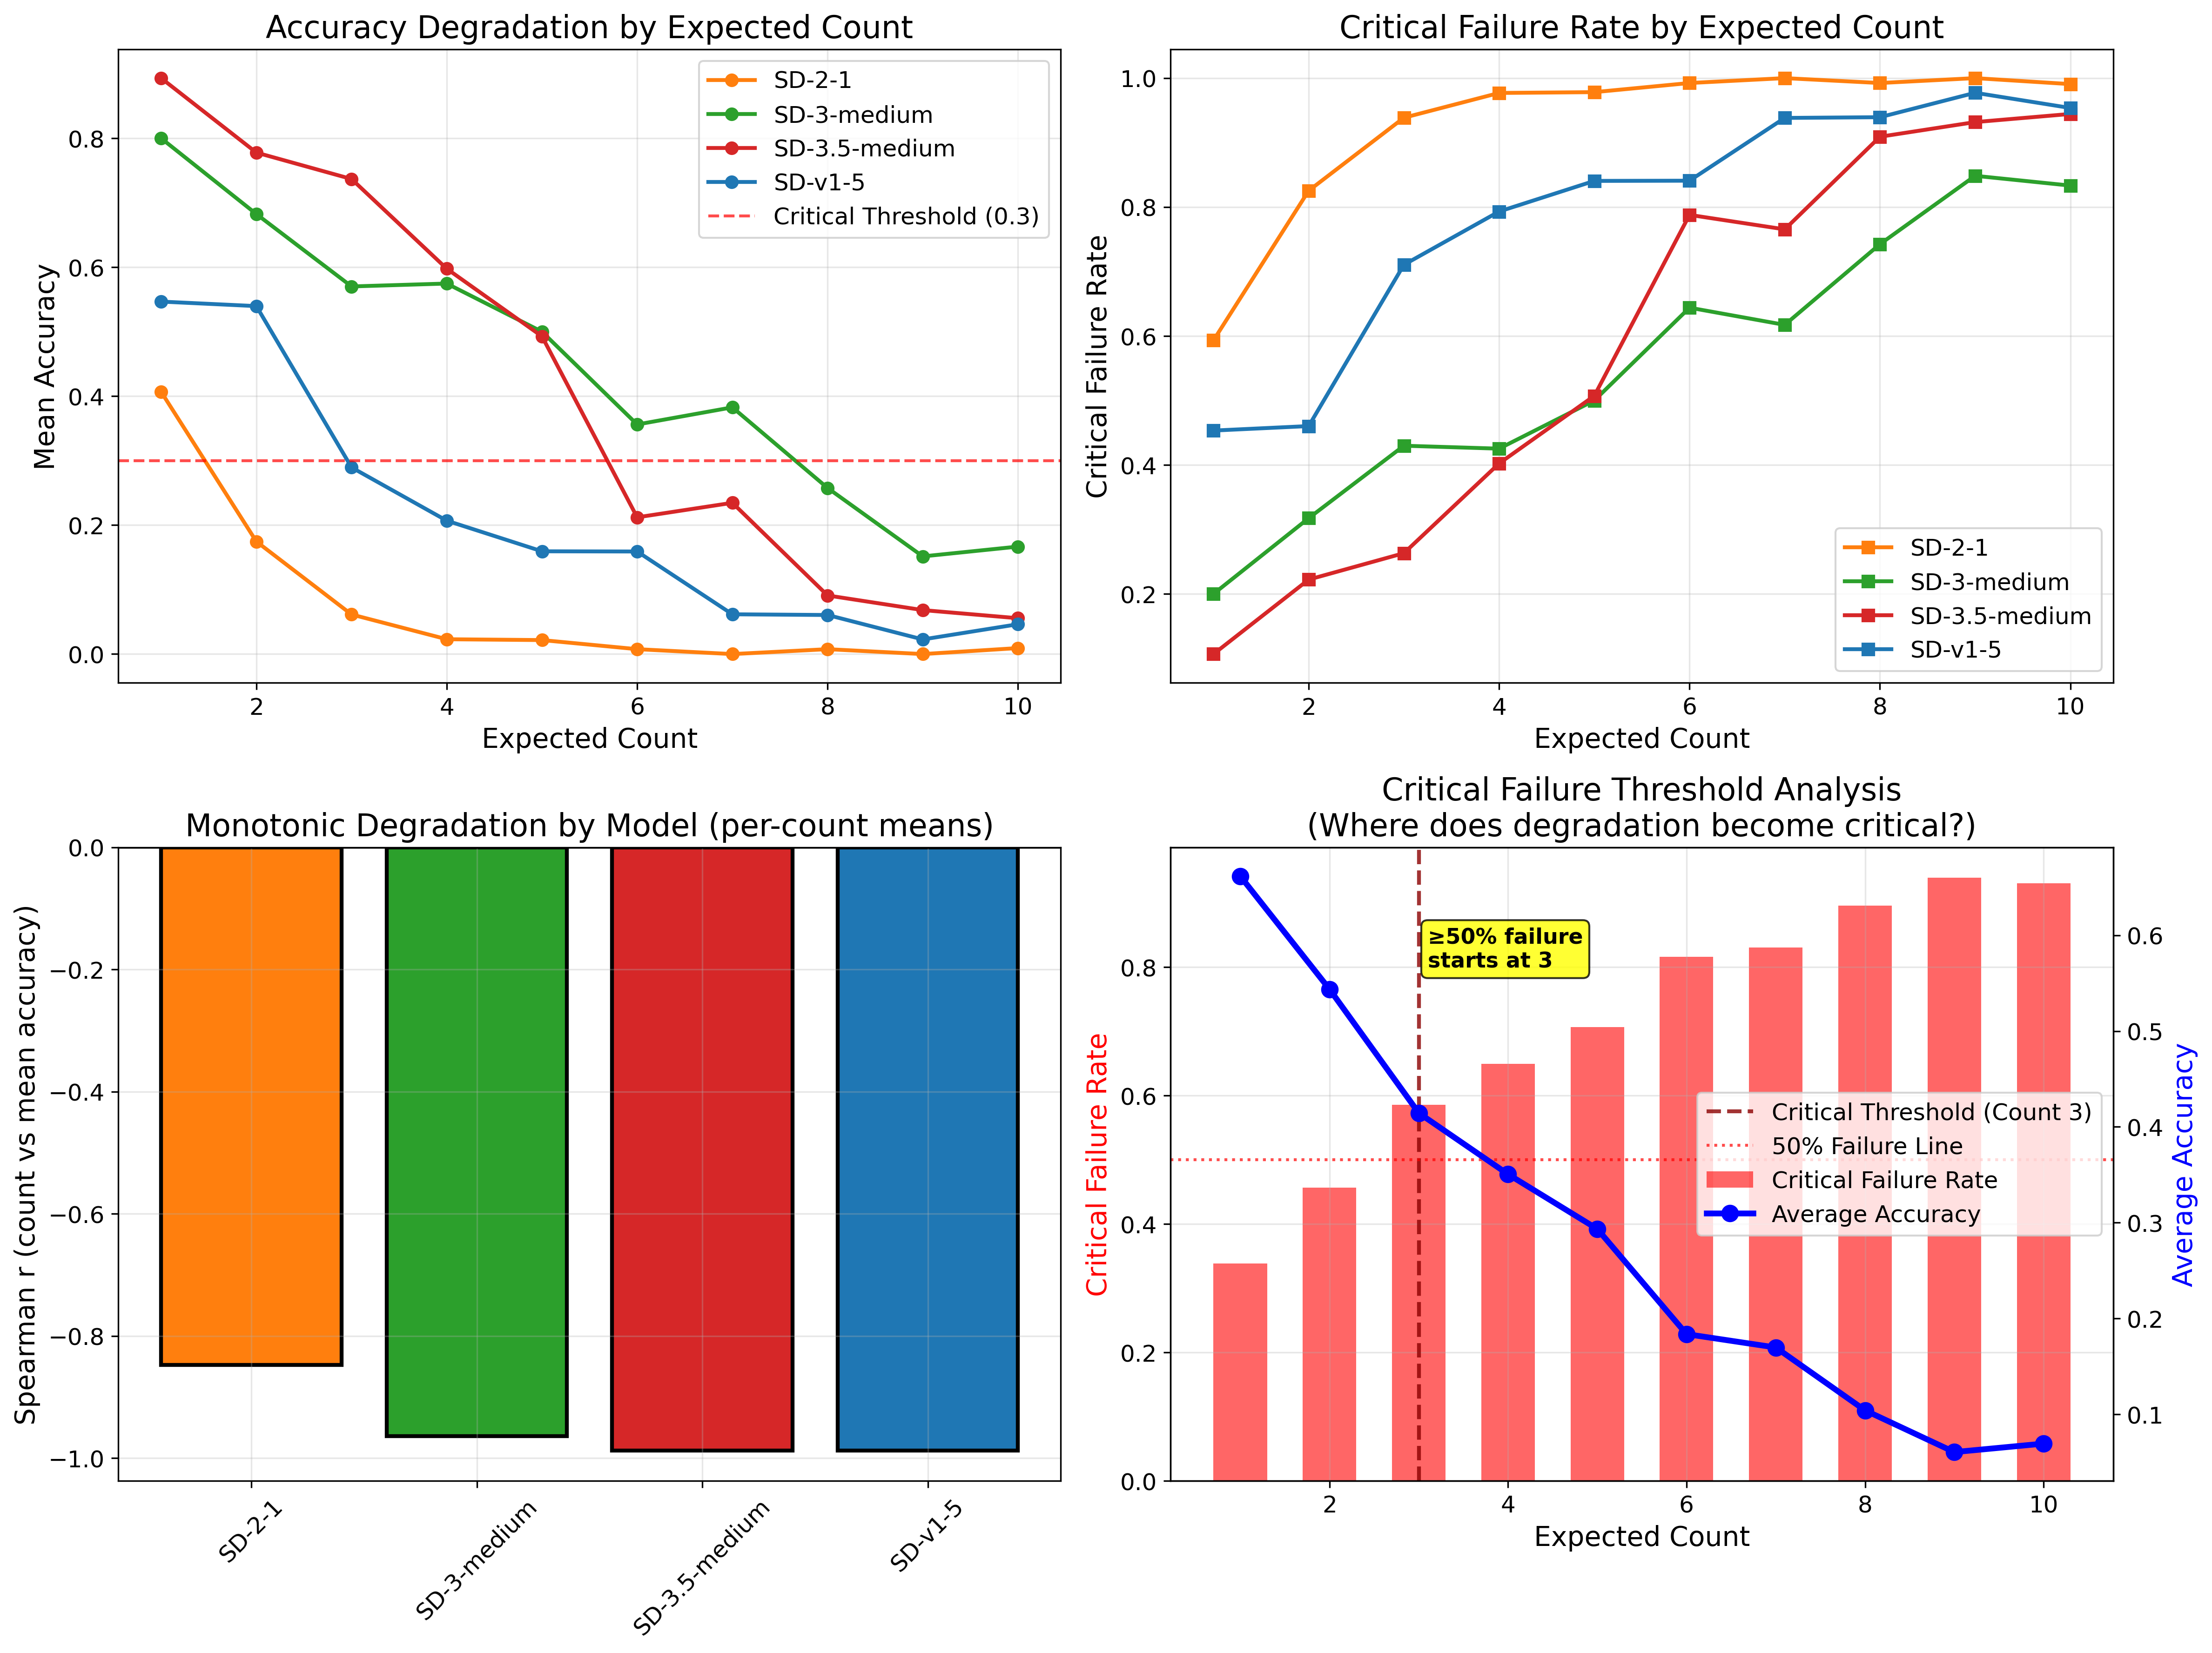 Accuracy Degradation by Expected Count
Mean Accuracy
0.8
0.6
0.4
0.2
0.0
2
4
6
8
10
Expected Count
SD-2-1
SD-3-medium
SD-3.5-medium
SD-v1-5
Critical Threshold (0.3)
Critical Failure Rate by Expected Count
Critical Failure Rate
1.0
0.8
0.6
0.4
0.2
2
4
6
8
10
Expected Count
SD-2-1
SD-3-medium
SD-3.5-medium
SD-v1-5
Monotonic Degradation by Model (per-count means)
Spearman r (count vs mean accuracy)
0.0
−0.2
−0.4
−0.6
−0.8
−1.0
SD-2-1
SD-3-medium
SD-3.5-medium
SD-v1-5
Critical Failure Threshold Analysis
(Where does degradation become critical?)
Critical Failure Rate
0.8
0.6
0.4
0.2
0.0
≥50% failure
starts at 3
Critical Threshold (Count 3)
50% Failure Line
Critical Failure Rate
Average Accuracy
0.6
0.5
0.4
0.3
0.2
0.1
Average Accuracy
2
4
6
8
10
Expected Count